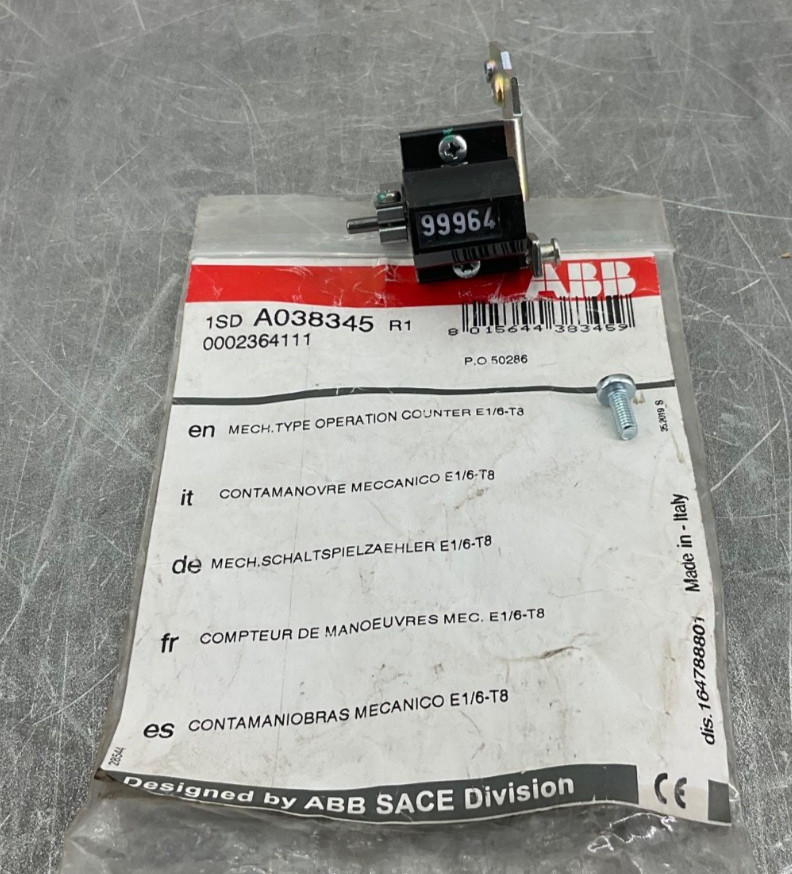 99964
ABB
1SD A038345 R1
0002364111
8 015644 383459
P.O 50286
en MECH.TYPE OPERATION COUNTER E1/6-T8
it CONTAMANOVRE MECCANICO E1/6-T8
de MECH.SCHALTSPIELZAEHLER E1/6-T8
fr COMPTEUR DE MANOEUVRES MEC. E1/6-T8
es CONTAMANIOBRAS MECANICO E1/6-T8
Made in - Italy
dis. 164788801
28544
Designed by ABB SACE Division
CE